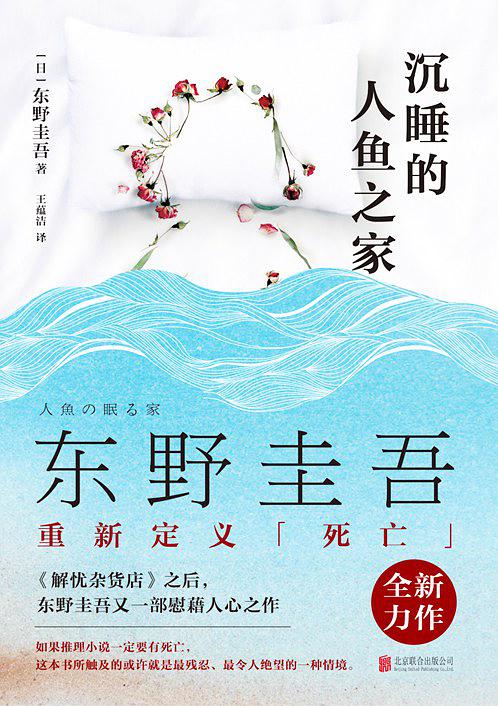 沉睡的
人鱼之家
[日]东野圭吾 著
王蕴洁 译
人魚の眠る家
东野圭吾
重新定义「死亡」
《解忧杂货店》之后，
东野圭吾又一部慰藉人心之作
全新
力作
如果推理小说一定要有死亡，
这本书所触及的或许就是最残忍、最令人绝望的一种情境。
北京联合出版公司
Beijing United Publishing Co.,Ltd.